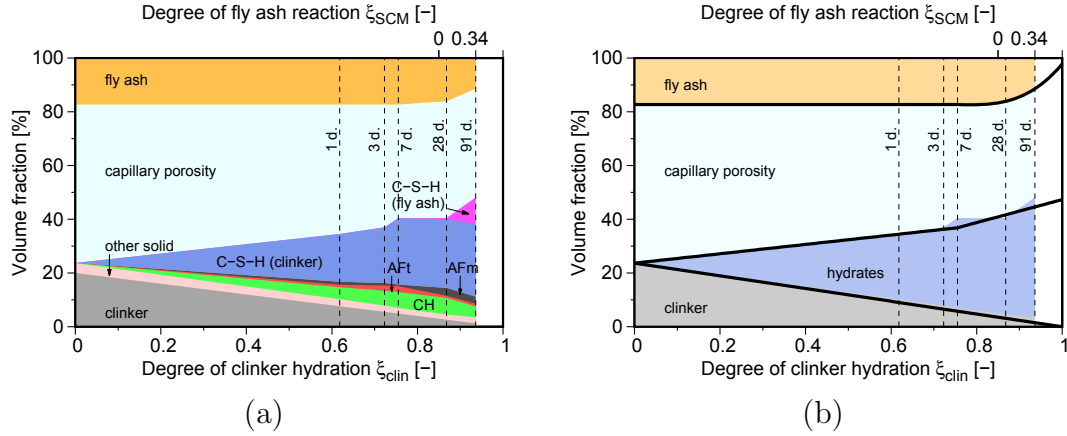 Degree of fly ash reaction ξSCM [−]
0 0.34
100
80
60
40
20
0
Volume fraction [%]
fly ash
1 d.
3 d.
7 d.
28 d.
91 d.
capillary porosity
C−S−H
(fly ash)
other solid
C−S−H (clinker)
AFt
AFm
CH
clinker
0 0.2 0.4 0.6 0.8 1
Degree of clinker hydration ξclin [−]
(a)
Degree of fly ash reaction ξSCM [−]
0 0.34
100
80
60
40
20
0
Volume fraction [%]
fly ash
1 d.
3 d.
7 d.
28 d.
91 d.
capillary porosity
hydrates
clinker
0 0.2 0.4 0.6 0.8 1
Degree of clinker hydration ξclin [−]
(b)